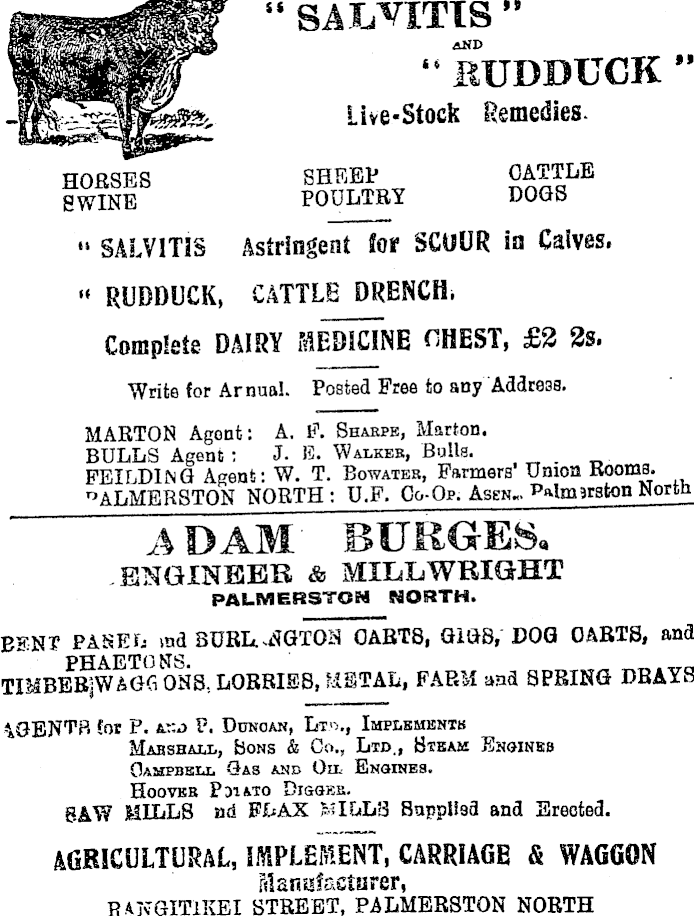 "SALVITIS"
AND
"RUDDUCK"
Live-Stock Remedies.
HORSES SHEEP CATTLE
SWINE POULTRY DOGS
"SALVITIS Astringent for SCOUR in Calves.
"RUDDUCK, CATTLE DRENCH.
Complete DAIRY MEDICINE CHEST, £2 2s.
Write for Annual. Posted Free to any Address.
MARTON Agent: A. F. SHARPE, Marton.
BULLS Agent: J. E. WALKER, Bulls.
FEILDING Agent: W. T. BOWATER, Farmers' Union Rooms.
PALMERSTON NORTH: U.F. CO-OP. ASEN., Palmerston North
ADAM BURGES.
ENGINEER & MILLWRIGHT
PALMERSTON NORTH.
BENT PANEL and BURLINGTON CARTS, GIGS, DOG CARTS, and
PHAETONS.
TIMBER WAGGONS, LORRIES, METAL, FARM and SPRING DRAYS
AGENTS for P. AND P. DUNCAN, LTD., IMPLEMENTS
MARSHALL, SONS & CO., LTD., STEAM ENGINES
CAMPBELL GAS AND OIL ENGINES.
HOOVER POTATO DIGGER.
SAW MILLS and FLAX MILLS Supplied and Erected.
AGRICULTURAL, IMPLEMENT, CARRIAGE & WAGGON
Manufacturer,
RANGITIKEI STREET, PALMERSTON NORTH